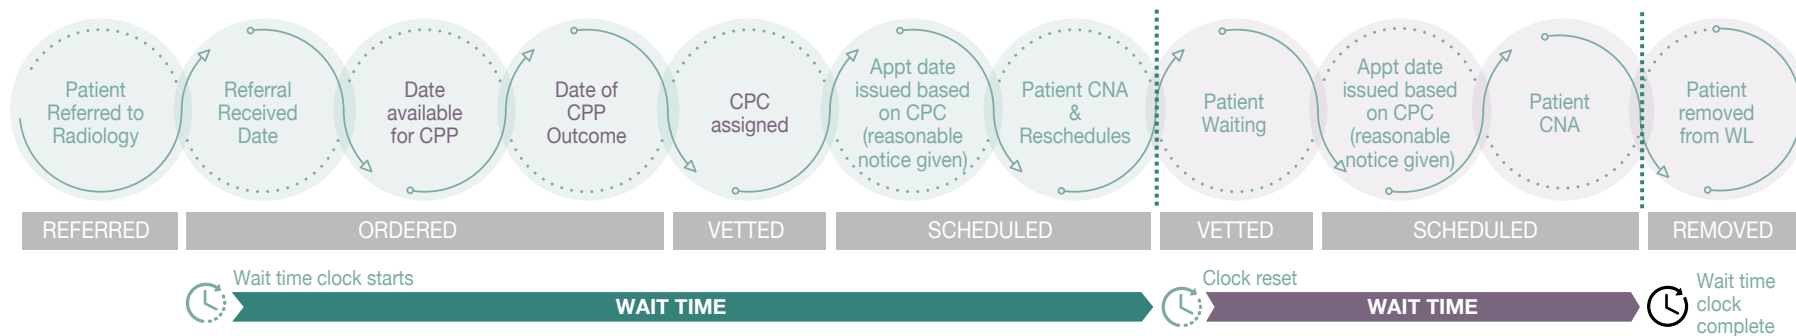 Patient
Referred to
Radiology
Referral
Received
Date
Date
available
for CPP
Date of
CPP
Outcome
CPC
assigned
Appt date
issued based
on CPC
(reasonable
notice given)
Patient CNA
&
Reschedules
Patient
Waiting
Appt date
issued based
on CPC
(reasonable
notice given)
Patient
CNA
Patient
removed
from WL
REFERRED
ORDERED
VETTED
SCHEDULED
VETTED
SCHEDULED
REMOVED
Wait time clock starts
WAIT TIME
Clock reset
WAIT TIME
Wait time
clock
complete